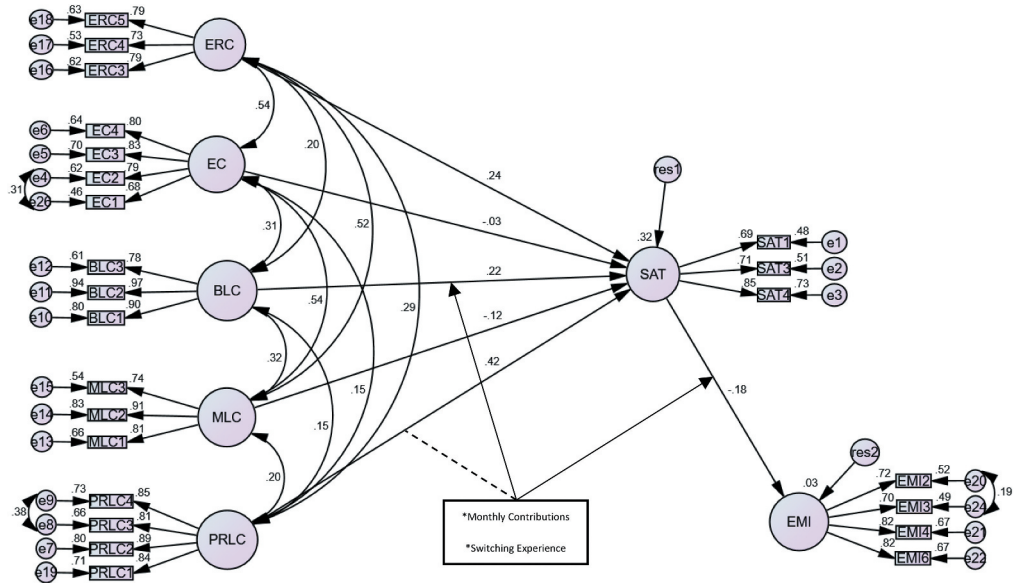 e18 .63 ERC5 .79
e17 .53 ERC4 .73
e16 .62 ERC3 .79
ERC
.54
.20
e6 .64 EC4 .80
e5 .70 EC3 .83
e4 .62 EC2 .79
e26 .46 EC1 .68
.31
EC
.31
.52
.24
-.03
res1
.32
SAT
.69 SAT1 .48 e1
.71 SAT3 .51 e2
.85 SAT4 .73 e3
e12 .61 BLC3 .78
e11 .94 BLC2 .97
e10 .80 BLC1 .90
BLC
.22
.54
.29
-.12
.32
.42
e15 .54 MLC3 .74
e14 .83 MLC2 .91
e13 .66 MLC1 .81
MLC
.15
.15
-.18
.20
e9 .73 PRLC4 .85
e8 .66 PRLC3 .81
e7 .80 PRLC2 .89
e19 .71 PRLC1 .84
.38
PRLC
*Monthly Contributions
*Switching Experience
res2
.03
EMI
.72 EMI2 .52 e20
.70 EMI3 .49 e24
.82 EMI4 .67 e21
.82 EMI6 .67 e22
.19